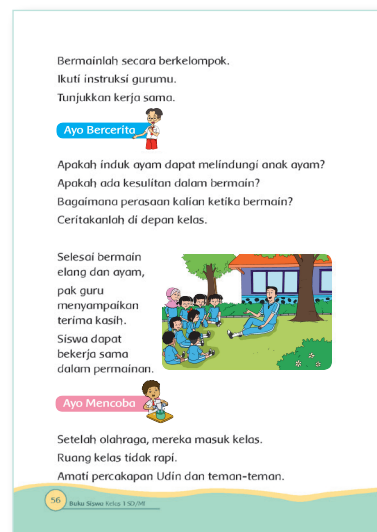 Bermainlah secara berkelompok.
Ikuti instruksi gurumu.
Tunjukkan kerja sama.
Ayo Bercerita
Apakah induk ayam dapat melindungi anak ayam?
Apakah ada kesulitan dalam bermain?
Bagaimana perasaan kalian ketika bermain?
Ceritakanlah di depan kelas.
Selesai bermain
elang dan ayam,
pak guru
menyampaikan
terima kasih.
Siswa dapat
bekerja sama
dalam permainan.
Ayo Mencoba
Setelah olahraga, mereka masuk kelas.
Ruang kelas tidak rapi.
Amati percakapan Udin dan teman-teman.
56 Buku Siswa Kelas 1 SD/MI